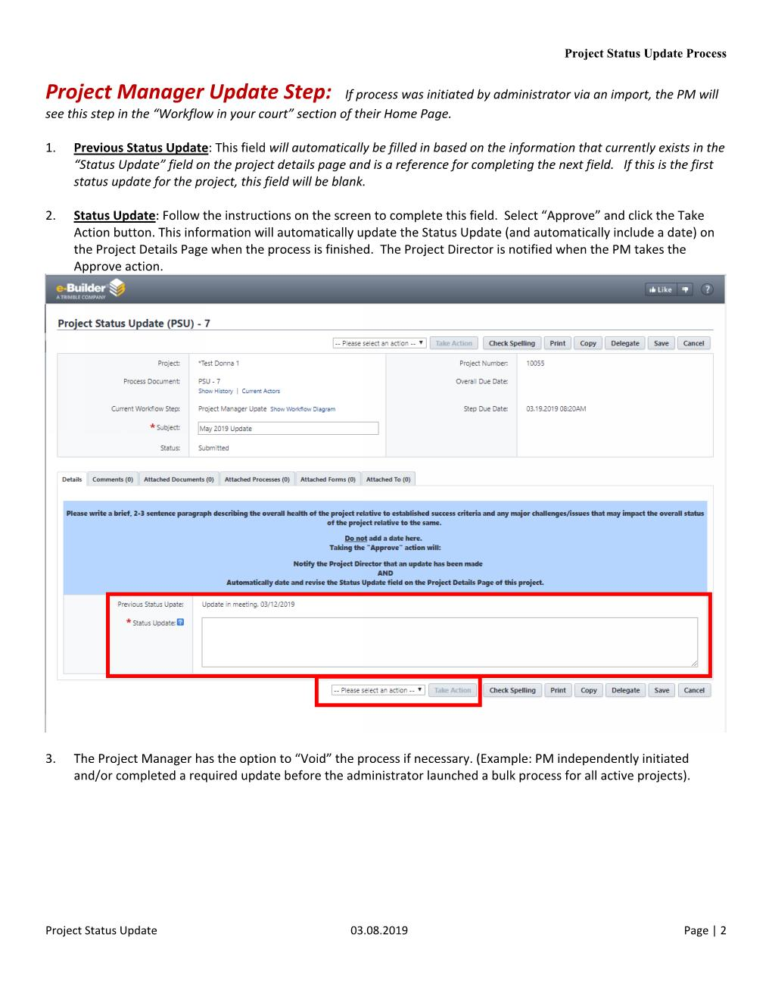 Project Status Update Process
Project Manager Update Step: If process was initiated by administrator via an import, the PM will
see this step in the “Workflow in your court” section of their Home Page.
1. Previous Status Update: This field will automatically be filled in based on the information that currently exists in the
“Status Update” field on the project details page and is a reference for completing the next field. If this is the first
status update for the project, this field will be blank.
2. Status Update: Follow the instructions on the screen to complete this field. Select “Approve” and click the Take
Action button. This information will automatically update the Status Update (and automatically include a date) on
the Project Details Page when the process is finished. The Project Director is notified when the PM takes the
Approve action.
e-Builder
A TRIMBLE COMPANY
Like ?
Project Status Update (PSU) - 7
-- Please select an action -- Take Action Check Spelling Print Copy Delegate Save Cancel
Project: *Test Donna 1 Project Number: 10055
Process Document: PSU - 7 Overall Due Date:
Show History | Current Actors
Current Workflow Step: Project Manager Upate Show Workflow Diagram Step Due Date: 03.19.2019 08:20AM
* Subject: May 2019 Update
Status: Submitted
Details Comments (0) Attached Documents (0) Attached Processes (0) Attached Forms (0) Attached To (0)
Please write a brief, 2-3 sentence paragraph describing the overall health of the project relative to established success criteria and any major challenges/issues that may impact the overall status
of the project relative to the same.
Do not add a date here.
Taking the "Approve" action will:
Notify the Project Director that an update has been made
AND
Automatically date and revise the Status Update field on the Project Details Page of this project.
Previous Status Upate: Update in meeting. 03/12/2019
* Status Update: ?
-- Please select an action -- Take Action Check Spelling Print Copy Delegate Save Cancel
3. The Project Manager has the option to “Void” the process if necessary. (Example: PM independently initiated
and/or completed a required update before the administrator launched a bulk process for all active projects).
Project Status Update 03.08.2019 Page | 2